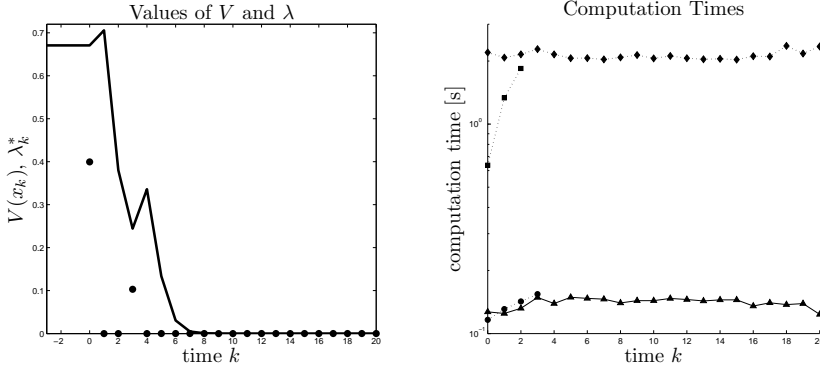 Values of V and λ
0.7
0.6
0.5
0.4
0.3
0.2
0.1
0
V(x_k), λ*_k
−2 0 2 4 6 8 10 12 14 16 18 20
time k
Computation Times
10^0
10^−1
computation time [s]
0 2 4 6 8 10 12 14 16 18 20
time k